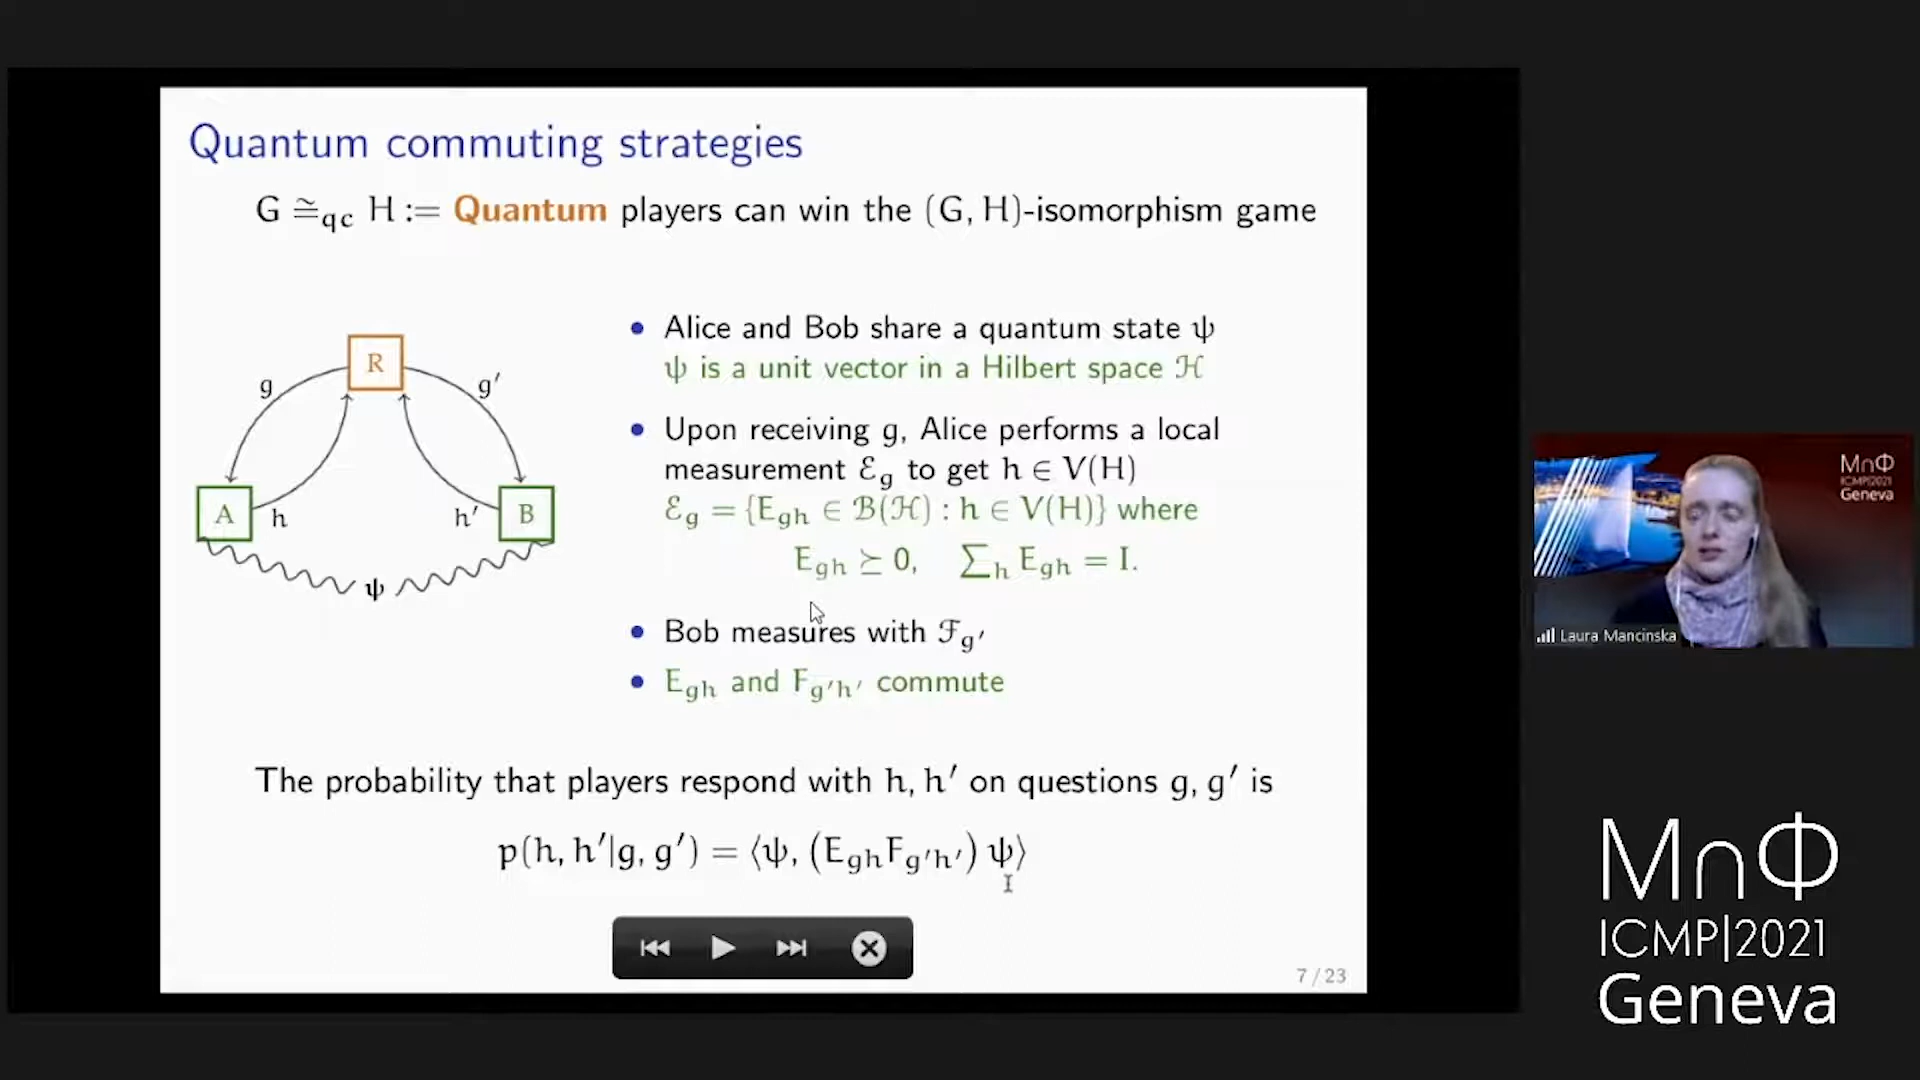 Quantum commuting strategies
G ≅qc H := Quantum players can win the (G, H)-isomorphism game
R
g
g′
A
h
h′
B
ψ
• Alice and Bob share a quantum state ψ
ψ is a unit vector in a Hilbert space ℋ
• Upon receiving g, Alice performs a local
measurement ℰg to get h ∈ V(H)
ℰg = {Egh ∈ ℬ(ℋ) : h ∈ V(H)} where
Egh ⪰ 0, ∑h Egh = I.
• Bob measures with ℱg′
• Egh and Fg′h′ commute
The probability that players respond with h, h′ on questions g, g′ is
p(h, h′|g, g′) = ⟨ψ, (EghFg′h′) ψ⟩
7 / 23
M∩Φ
ICMP|2021
Geneva
Laura Mancinska
M∩Φ
ICMP|2021
Geneva